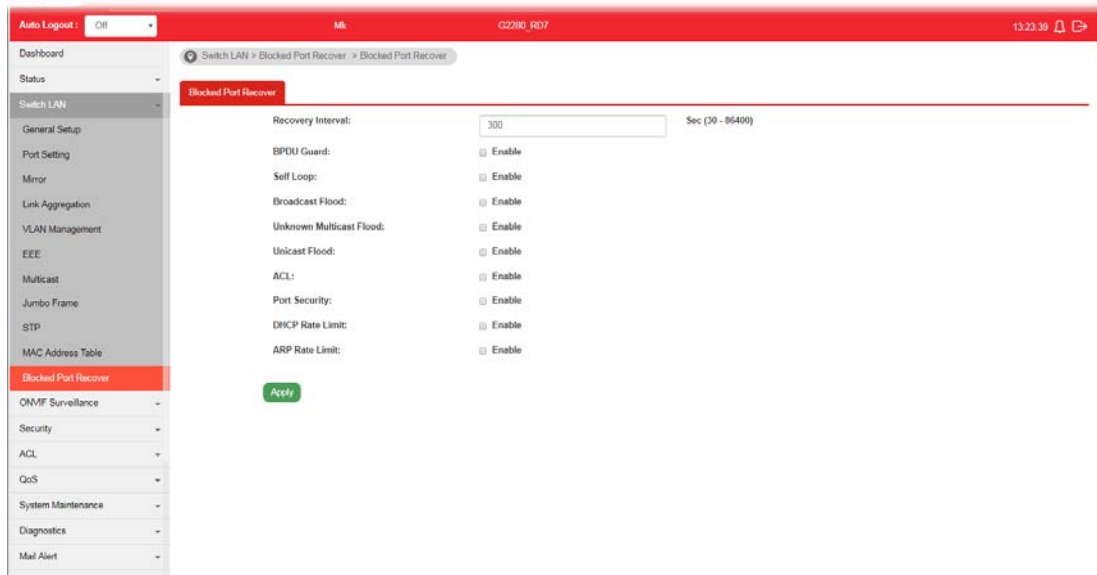 Auto Logout : Off Mk G2280_RD7 13:23:39
Dashboard
Status
Switch LAN
General Setup
Port Setting
Mirror
Link Aggregation
VLAN Management
EEE
Multicast
Jumbo Frame
STP
MAC Address Table
Blocked Port Recover
ONVIF Surveillance
Security
ACL
QoS
System Maintenance
Diagnostics
Mail Alert
Switch LAN > Blocked Port Recover > Blocked Port Recover
Blocked Port Recover
Recovery Interval: 300 Sec (30 - 86400)
BPDU Guard: Enable
Self Loop: Enable
Broadcast Flood: Enable
Unknown Multicast Flood: Enable
Unicast Flood: Enable
ACL: Enable
Port Security: Enable
DHCP Rate Limit: Enable
ARP Rate Limit: Enable
Apply